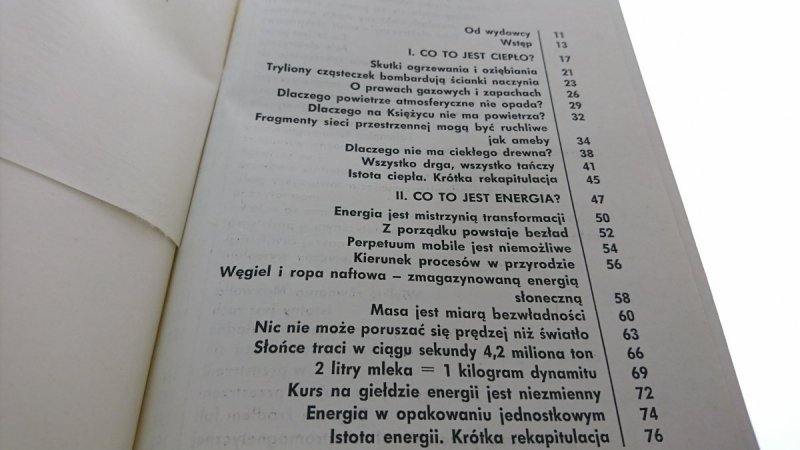 Od wydawcy 11
Wstęp 13
I. CO TO JEST CIEPŁO? 17
Skutki ogrzewania i oziębiania 21
Tryliony cząsteczek bombardują ścianki naczynia 23
O prawach gazowych i zapachach 26
Dlaczego powietrze atmosferyczne nie opada? 29
Dlaczego na Księżycu nie ma powietrza? 32
Fragmenty sieci przestrzennej mogą być ruchliwe
jak ameby 34
Dlaczego nie ma ciekłego drewna? 38
Wszystko drga, wszystko tańczy 41
Istota ciepła. Krótka rekapitulacja 45
II. CO TO JEST ENERGIA? 47
Energia jest mistrzynią transformacji 50
Z porządku powstaje bezład 52
Perpetuum mobile jest niemożliwe 54
Kierunek procesów w przyrodzie 56
Węgiel i ropa naftowa – zmagazynowaną energią
słoneczną 58
Masa jest miarą bezwładności 60
Nic nie może poruszać się prędzej niż światło 63
Słońce traci w ciągu sekundy 4,2 miliona ton 66
2 litry mleka = 1 kilogram dynamitu 69
Kurs na giełdzie energii jest niezmienny 72
Energia w opakowaniu jednostkowym 74
Istota energii. Krótka rekapitulacja 76